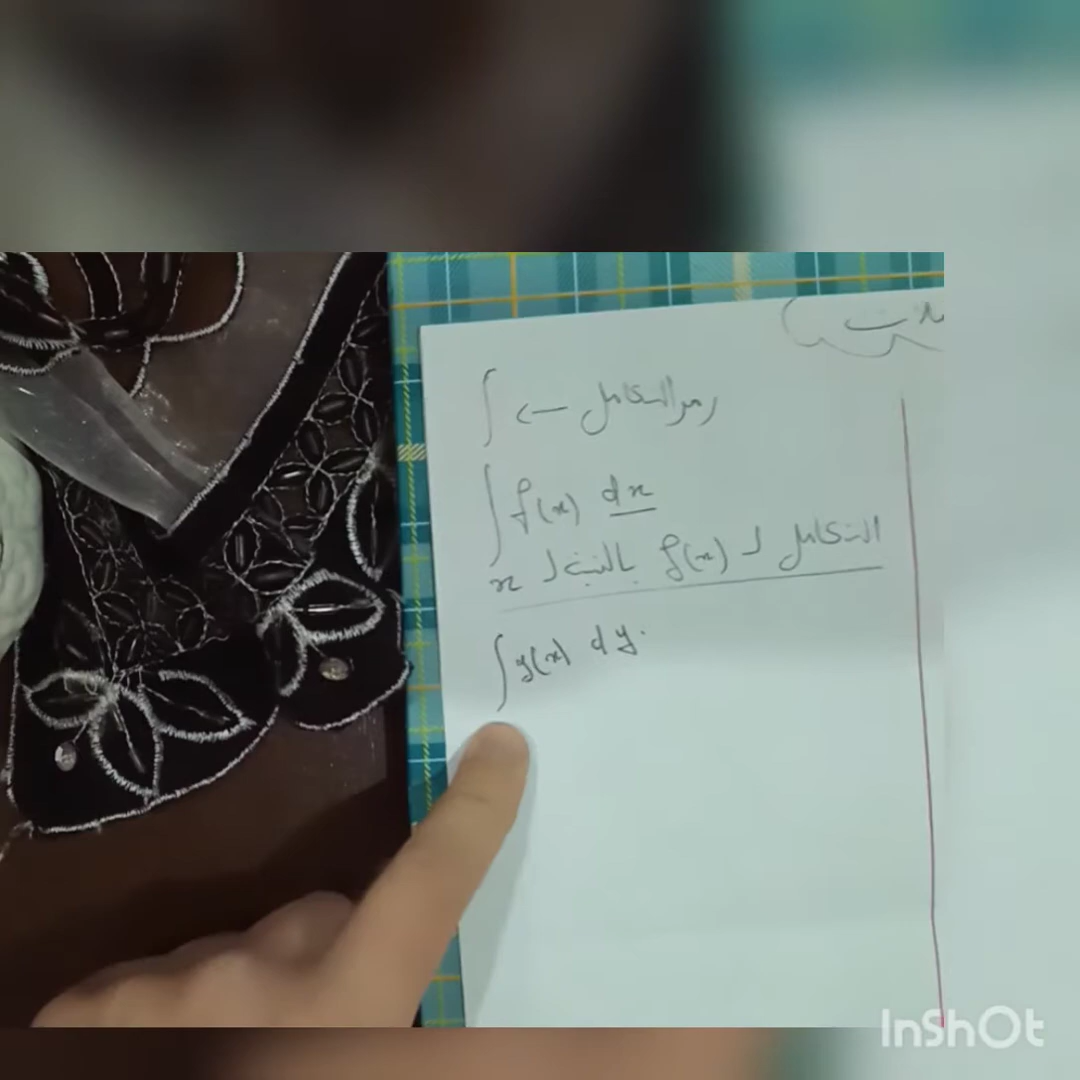 ∫ ← رمز التكامل
∫ f(x) dx
التكامل لـ f(x) بالنسبة لـ x
∫ y(x) dy.
InShOt